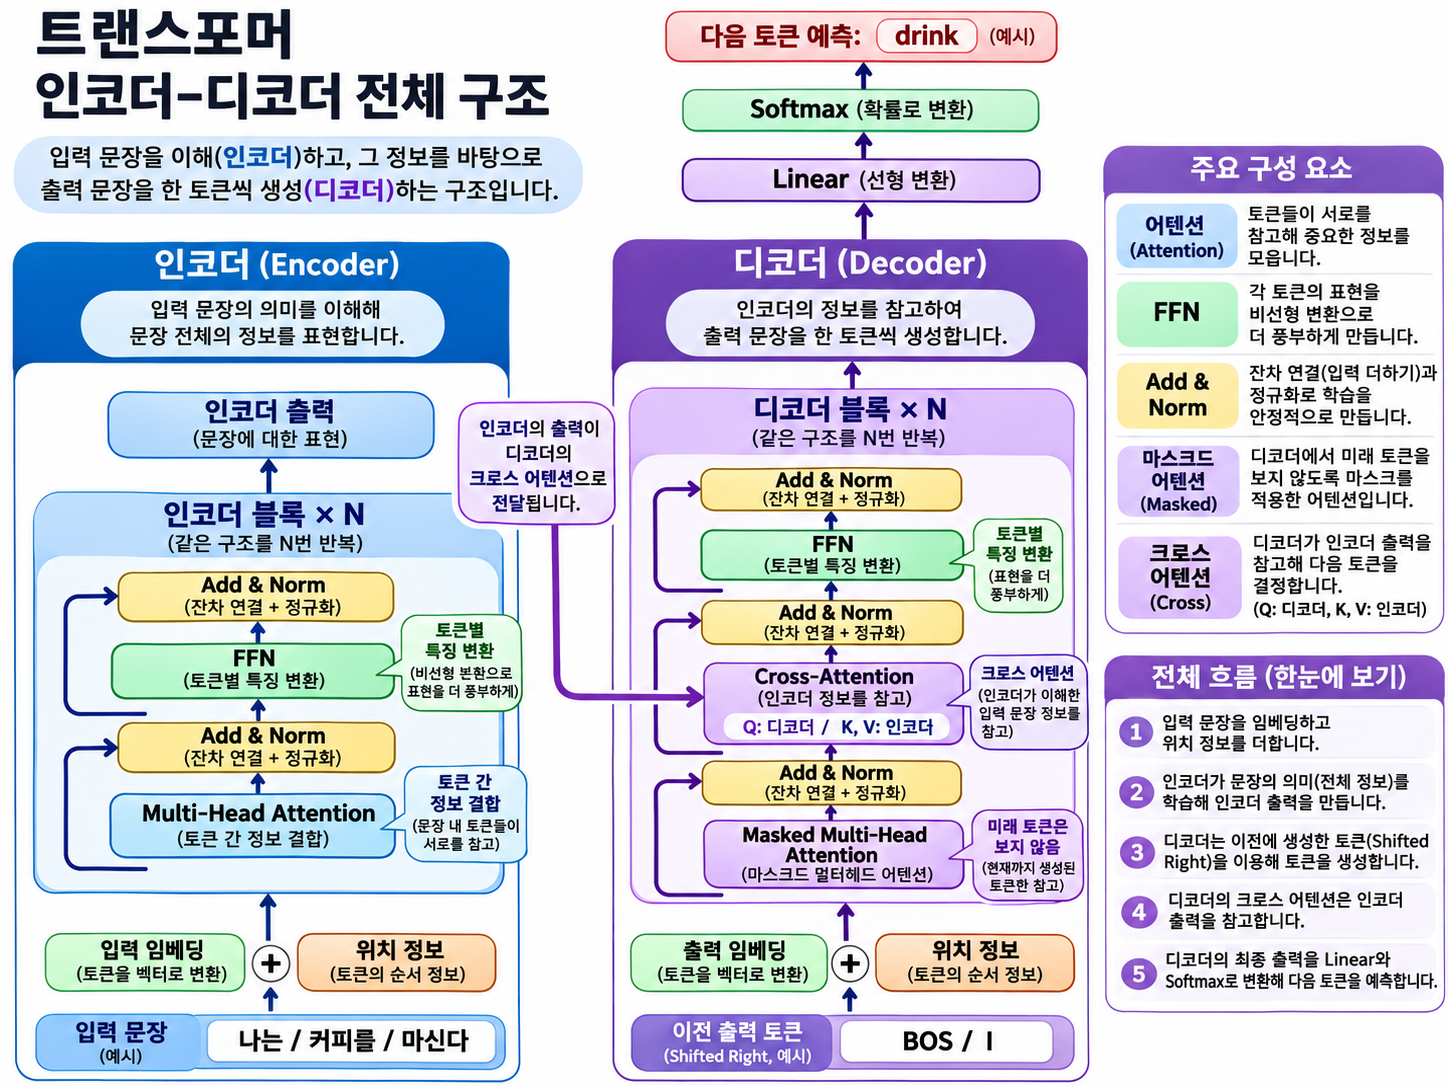 트랜스포머
인코더-디코더 전체 구조
입력 문장을 이해(인코더)하고, 그 정보를 바탕으로
출력 문장을 한 토큰씩 생성(디코더)하는 구조입니다.
인코더 (Encoder)
입력 문장의 의미를 이해해
문장 전체의 정보를 표현합니다.
인코더 출력
(문장에 대한 표현)
인코더 블록 × N
(같은 구조를 N번 반복)
Add & Norm
(잔차 연결 + 정규화)
FFN
(토큰별 특징 변환)
토큰별
특징 변환
(비선형 본환으로
표현을 더 풍부하게)
Add & Norm
(잔차 연결 + 정규화)
Multi-Head Attention
(토큰 간 정보 결합)
토큰 간
정보 결합
(문장 내 토큰들이
서로를 참고)
입력 임베딩
(토큰을 벡터로 변환)
+
위치 정보
(토큰의 순서 정보)
입력 문장
(예시)
나는 / 커피를 / 마신다
인코더의 출력이
디코더의
크로스 어텐션으로
전달됩니다.
다음 토큰 예측: drink (예시)
Softmax (확률로 변환)
Linear (선형 변환)
디코더 (Decoder)
인코더의 정보를 참고하여
출력 문장을 한 토큰씩 생성합니다.
디코더 블록 × N
(같은 구조를 N번 반복)
Add & Norm
(잔차 연결 + 정규화)
FFN
(토큰별 특징 변환)
토큰별
특징 변환
(표현을 더
풍부하게)
Add & Norm
(잔차 연결 + 정규화)
Cross-Attention
(인코더 정보를 참고)
Q: 디코더 / K, V: 인코더
크로스 어텐션
(인코더가 이해한
입력 문장 정보를
참고)
Add & Norm
(잔차 연결 + 정규화)
Masked Multi-Head
Attention
(마스크드 멀터헤드 어텐션)
미래 토큰은
보지 않음
(현재까지 생성된
토큰한 참고)
출력 임베딩
(토큰을 벡터로 변환)
+
위치 정보
(토큰의 순서 정보)
이전 출력 토큰
(Shifted Right, 예시)
BOS / I
주요 구성 요소
어텐션
(Attention)
토큰들이 서로를
참고해 중요한 정보를
모읍니다.
FFN
각 토큰의 표현을
비선형 변환으로
더 풍부하게 만듭니다.
Add &
Norm
잔차 연결(입력 더하기)과
정규화로 학습을
안정적으로 만듭니다.
마스크드
어텐션
(Masked)
디코더에서 미래 토큰을
보지 않도록 마스크를
적용한 어텐션입니다.
크로스
어텐션
(Cross)
디코더가 인코더 출력을
참고해 다음 토큰을
결정합니다.
(Q: 디코더, K, V: 인코더)
전체 흐름 (한눈에 보기)
1 입력 문장을 임베딩하고
위치 정보를 더합니다.
2 인코더가 문장의 의미(전체 정보)를
학습해 인코더 출력을 만듭니다.
3 디코더는 이전에 생성한 토큰(Shifted
Right)을 이용해 토큰을 생성합니다.
4 디코더의 크로스 어텐션은 인코더
출력을 참고합니다.
5 디코더의 최종 출력을 Linear와
Softmax로 변환해 다음 토큰을 예측합니다.